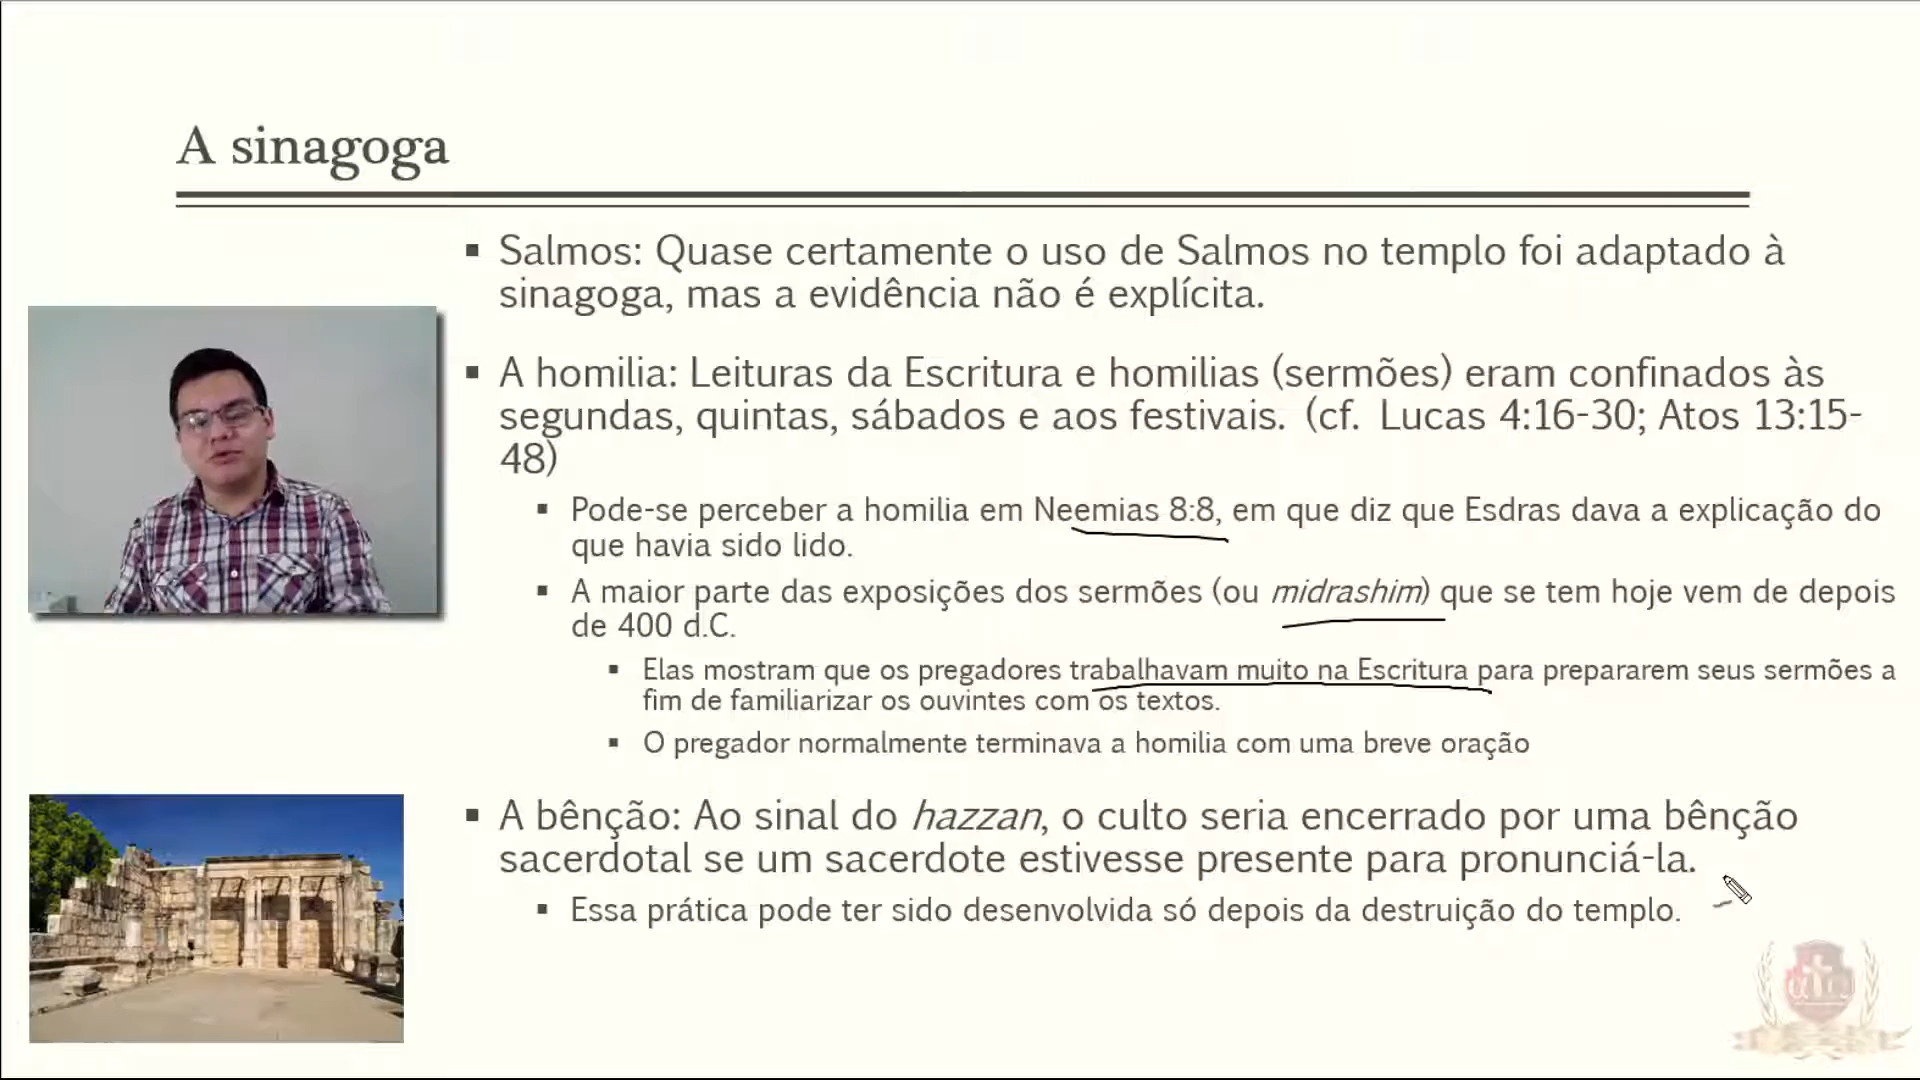 A sinagoga
▪ Salmos: Quase certamente o uso de Salmos no templo foi adaptado à
sinagoga, mas a evidência não é explícita.
▪ A homilia: Leituras da Escritura e homilias (sermões) eram confinados às
segundas, quintas, sábados e aos festivais. (cf. Lucas 4:16-30; Atos 13:15-
48)
▪ Pode-se perceber a homilia em Neemias 8:8, em que diz que Esdras dava a explicação do
que havia sido lido.
▪ A maior parte das exposições dos sermões (ou midrashim) que se tem hoje vem de depois
de 400 d.C.
▪ Elas mostram que os pregadores trabalhavam muito na Escritura para prepararem seus sermões a
fim de familiarizar os ouvintes com os textos.
▪ O pregador normalmente terminava a homilia com uma breve oração
▪ A bênção: Ao sinal do hazzan, o culto seria encerrado por uma bênção
sacerdotal se um sacerdote estivesse presente para pronunciá-la.
▪ Essa prática pode ter sido desenvolvida só depois da destruição do templo.